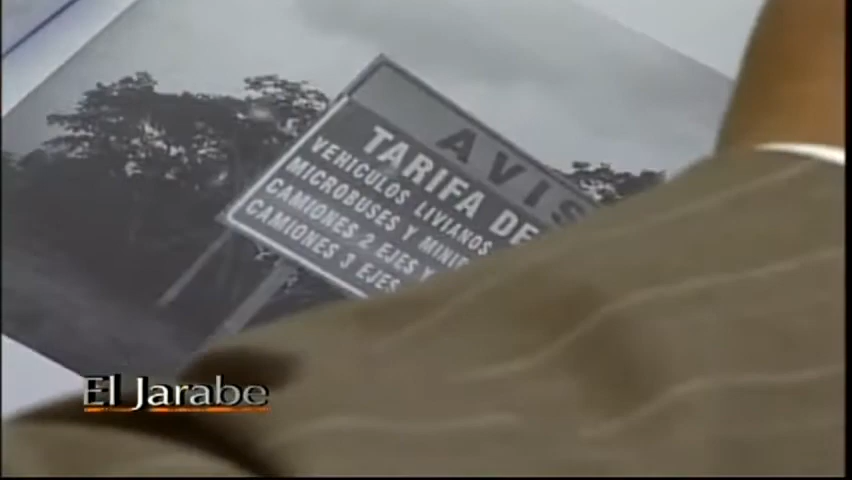 AVIS
TARIFA DE
VEHICULOS LIVIANOS
MICROBUSES Y MINI
CAMIONES 2 EJES Y
CAMIONES 3 EJES
El Jarabe